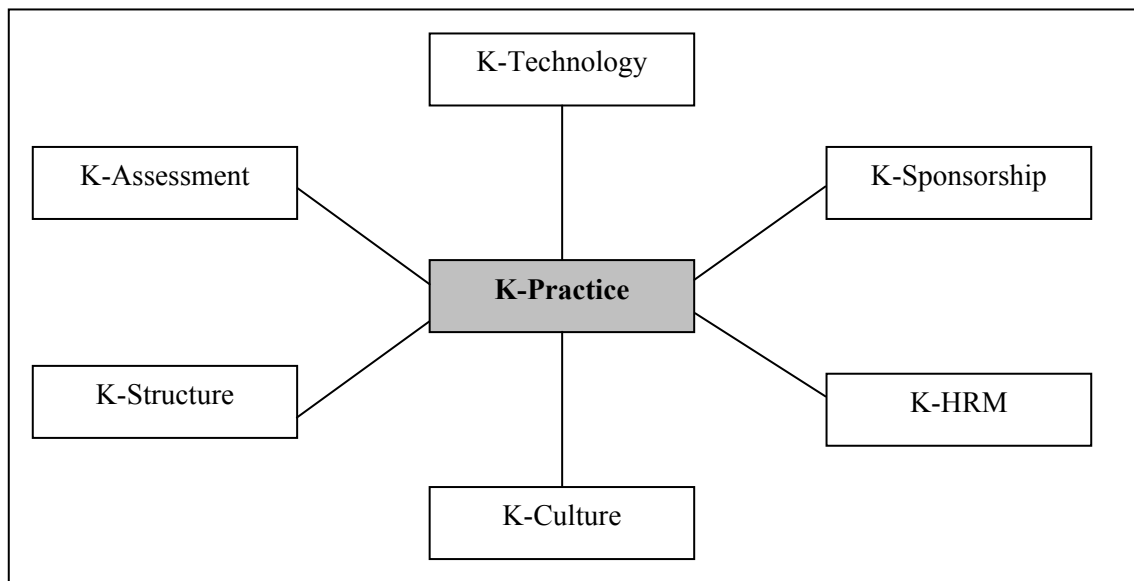 K-Technology
K-Assessment
K-Sponsorship
K-Practice
K-Structure
K-HRM
K-Culture